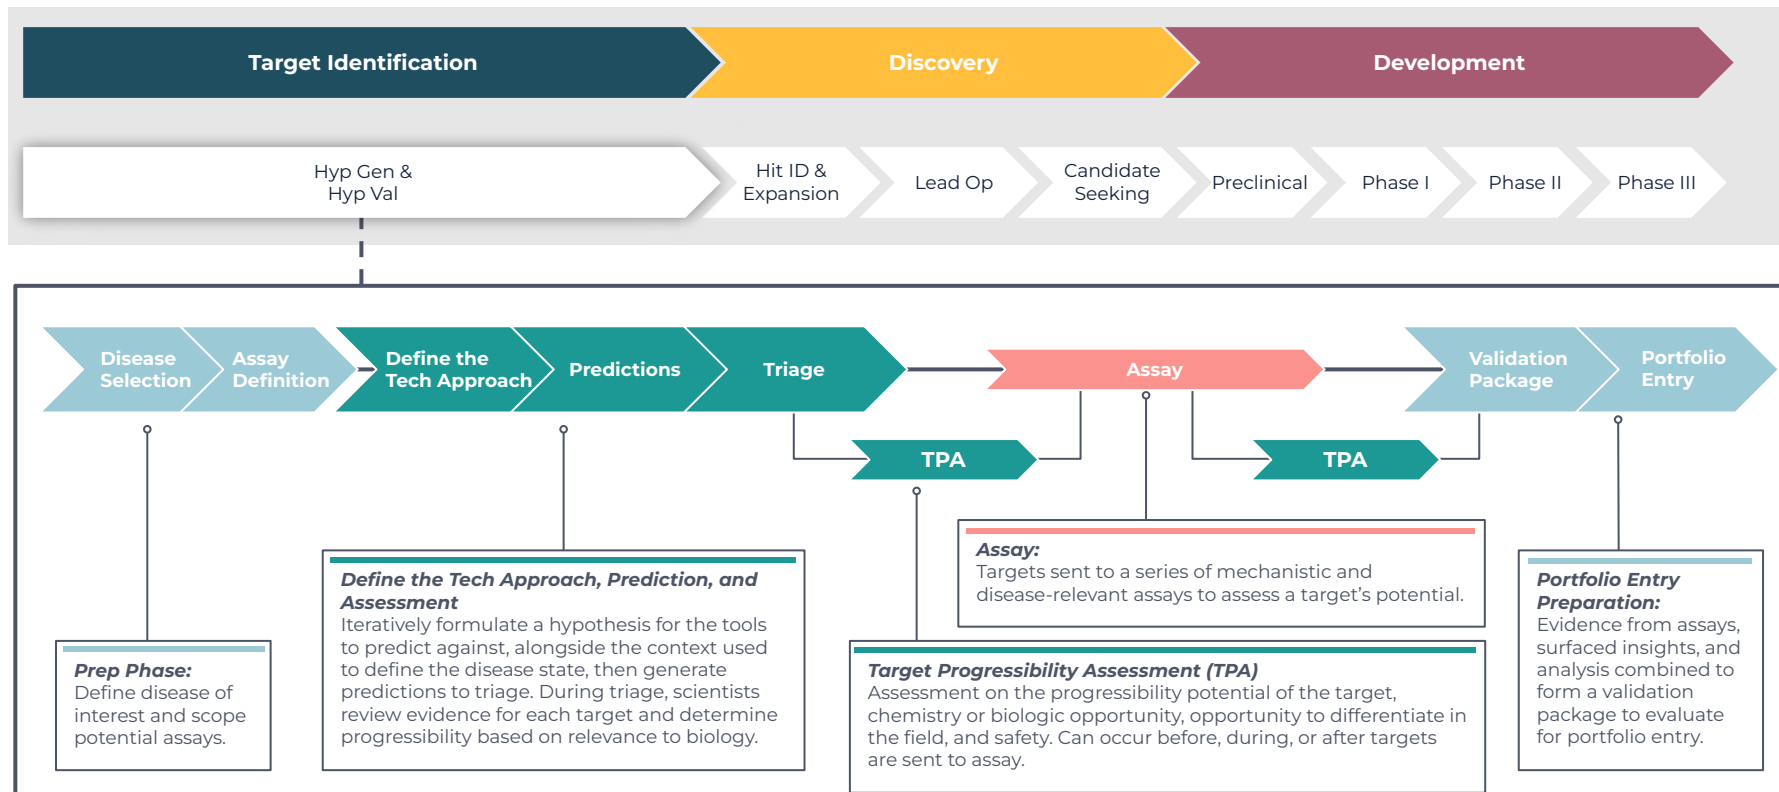 Target Identification
Discovery
Development
Hyp Gen &
Hyp Val
Hit ID &
Expansion
Lead Op
Candidate
Seeking
Preclinical
Phase I
Phase II
Phase III
Disease
Selection
Assay
Definition
Define the
Tech Approach
Predictions
Triage
Assay
Validation
Package
Portfolio
Entry
TPA
TPA
Prep Phase:
Define disease of
interest and scope
potential assays.
Define the Tech Approach, Prediction, and
Assessment
Iteratively formulate a hypothesis for the tools
to predict against, alongside the context used
to define the disease state, then generate
predictions to triage. During triage, scientists
review evidence for each target and determine
progressibility based on relevance to biology.
Assay:
Targets sent to a series of mechanistic and
disease-relevant assays to assess a target’s potential.
Target Progressibility Assessment (TPA)
Assessment on the progressibility potential of the target,
chemistry or biologic opportunity, opportunity to differentiate in
the field, and safety. Can occur before, during, or after targets
are sent to assay.
Portfolio Entry
Preparation:
Evidence from assays,
surfaced insights, and
analysis combined to
form a validation
package to evaluate
for portfolio entry.